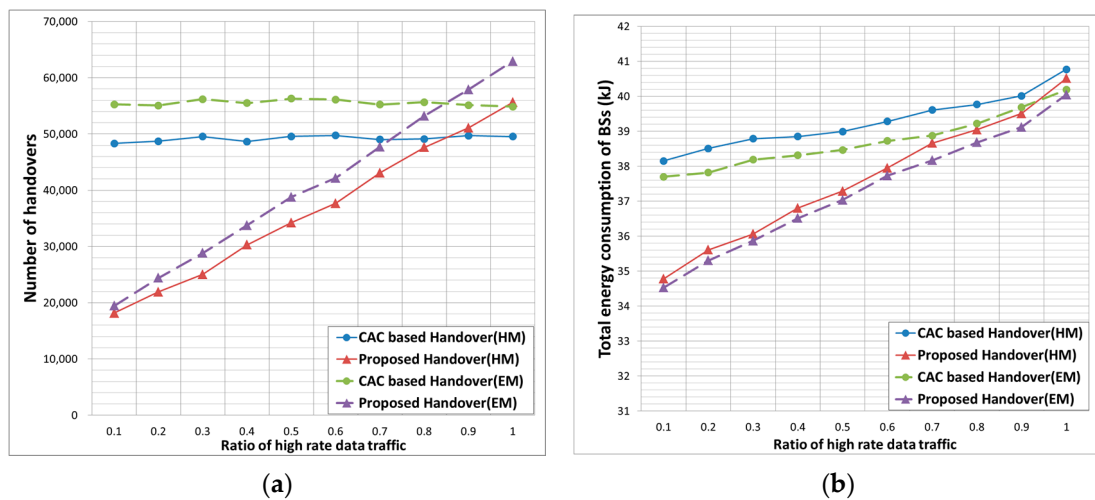 70,000
60,000
50,000
40,000
30,000
20,000
10,000
0
Number of handovers
0.1 0.2 0.3 0.4 0.5 0.6 0.7 0.8 0.9 1
Ratio of high rate data traffic
CAC based Handover(HM)
Proposed Handover(HM)
CAC based Handover(EM)
Proposed Handover(EM)
(a)
42
41
40
39
38
37
36
35
34
33
32
31
Total energy consumption of BSs (kJ)
0.1 0.2 0.3 0.4 0.5 0.6 0.7 0.8 0.9 1
Ratio of high rate data traffic
CAC based Handover(HM)
Proposed Handover(HM)
CAC based Handover(EM)
Proposed Handover(EM)
(b)